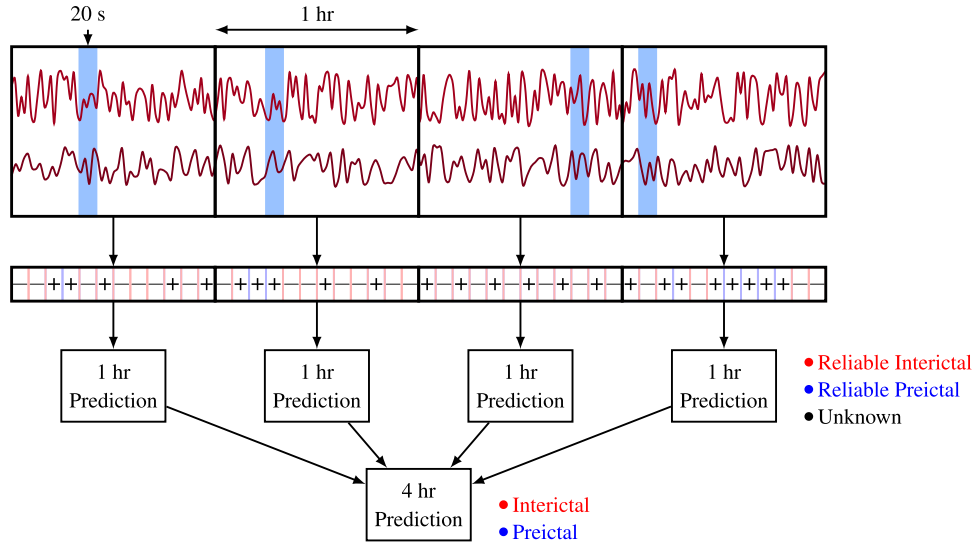 20 s
1 hr
1 hr
Prediction
1 hr
Prediction
1 hr
Prediction
1 hr
Prediction
Reliable Interictal
Reliable Preictal
Unknown
4 hr
Prediction
Interictal
Preictal